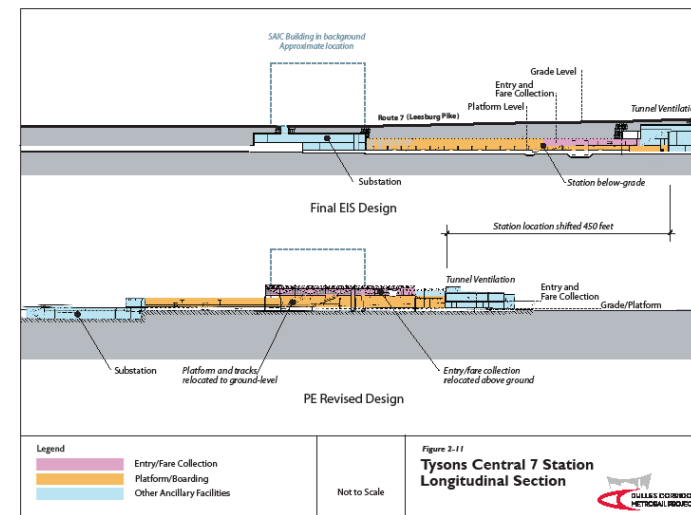 SAIC Building in background
Approximate location
Grade Level
Entry and
Fare Collection
Platform Level
Tunnel Ventilation
Route 7 (Leesburg Pike)
Substation
Station below-grade
Final EIS Design
Station location shifted 450 feet
Tunnel Ventilation
Entry and
Fare Collection
Grade/Platform
Substation
Platform and tracks
relocated to ground-level
Entry/fare collection
relocated above ground
PE Revised Design
Legend
Entry/Fare Collection
Platform/Boarding
Other Ancillary Facilities
Not to Scale
Figure 2-11
Tysons Central 7 Station
Longitudinal Section
DULLES CORRIDOR
METRORAIL PROJECT